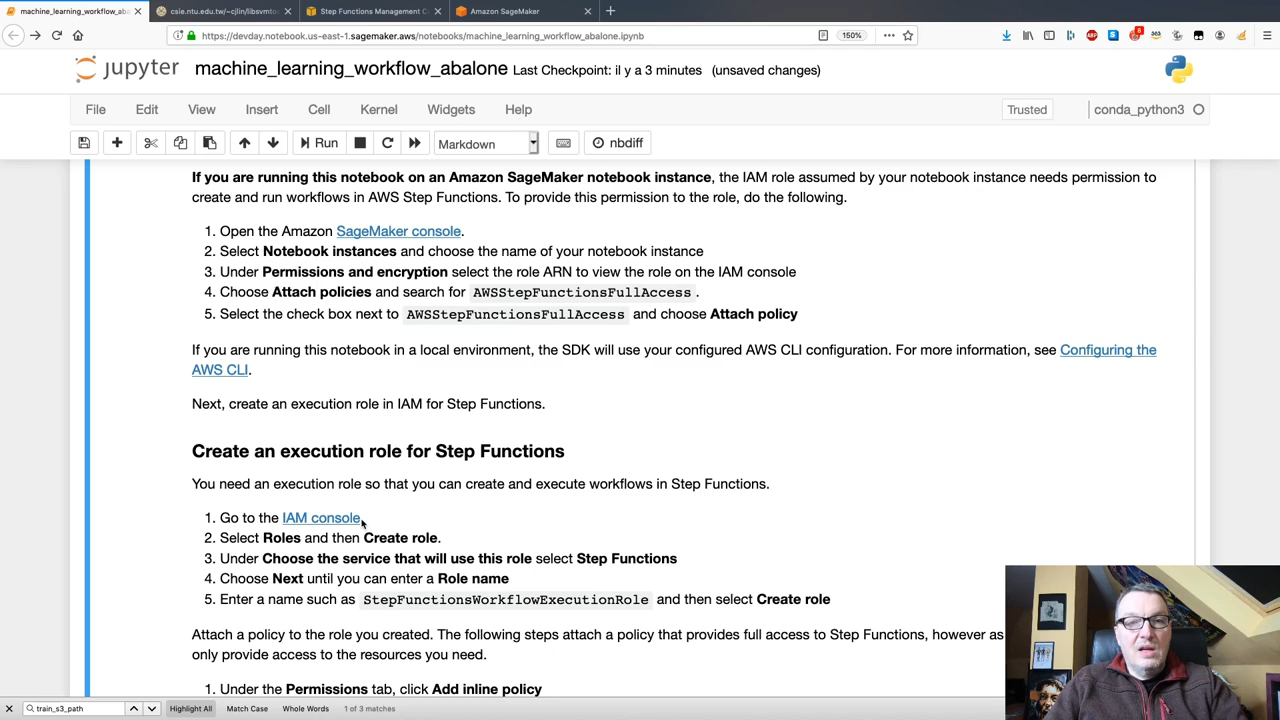 machine_learning_workflow_aba
csie.ntu.edu.tw/~cjlin/libsvmto
Step Functions Management C
Amazon SageMaker
https://devday.notebook.us-east-1.sagemaker.aws/notebooks/machine_learning_workflow_abalone.ipynb
150%
jupyter machine_learning_workflow_abalone Last Checkpoint: il y a 3 minutes (unsaved changes)
File Edit View Insert Cell Kernel Widgets Help Trusted conda_python3
Run Markdown nbdiff
If you are running this notebook on an Amazon SageMaker notebook instance, the IAM role assumed by your notebook instance needs permission to
create and run workflows in AWS Step Functions. To provide this permission to the role, do the following.
1. Open the Amazon SageMaker console.
2. Select Notebook instances and choose the name of your notebook instance
3. Under Permissions and encryption select the role ARN to view the role on the IAM console
4. Choose Attach policies and search for AWSStepFunctionsFullAccess .
5. Select the check box next to AWSStepFunctionsFullAccess and choose Attach policy
If you are running this notebook in a local environment, the SDK will use your configured AWS CLI configuration. For more information, see Configuring the
AWS CLI.
Next, create an execution role in IAM for Step Functions.
Create an execution role for Step Functions
You need an execution role so that you can create and execute workflows in Step Functions.
1. Go to the IAM console
2. Select Roles and then Create role.
3. Under Choose the service that will use this role select Step Functions
4. Choose Next until you can enter a Role name
5. Enter a name such as StepFunctionsWorkflowExecutionRole and then select Create role
Attach a policy to the role you created. The following steps attach a policy that provides full access to Step Functions, however as
only provide access to the resources you need.
1. Under the Permissions tab, click Add inline policy
train_s3_path Highlight All Match Case Whole Words 1 of 3 matches